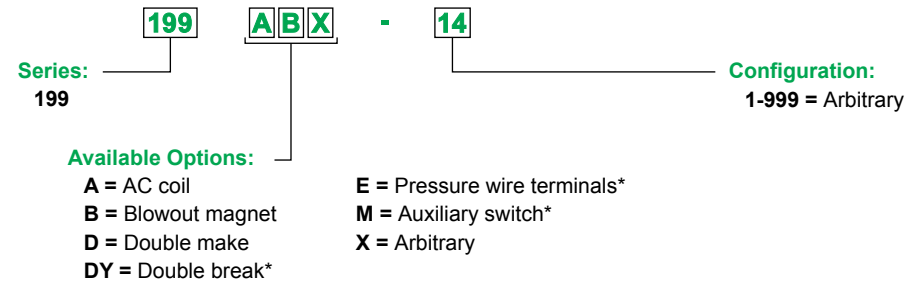 199 ABX - 14
Series:
199
Configuration:
1-999 = Arbitrary
Available Options:
A = AC coil
B = Blowout magnet
D = Double make
DY = Double break*
E = Pressure wire terminals*
M = Auxiliary switch*
X = Arbitrary